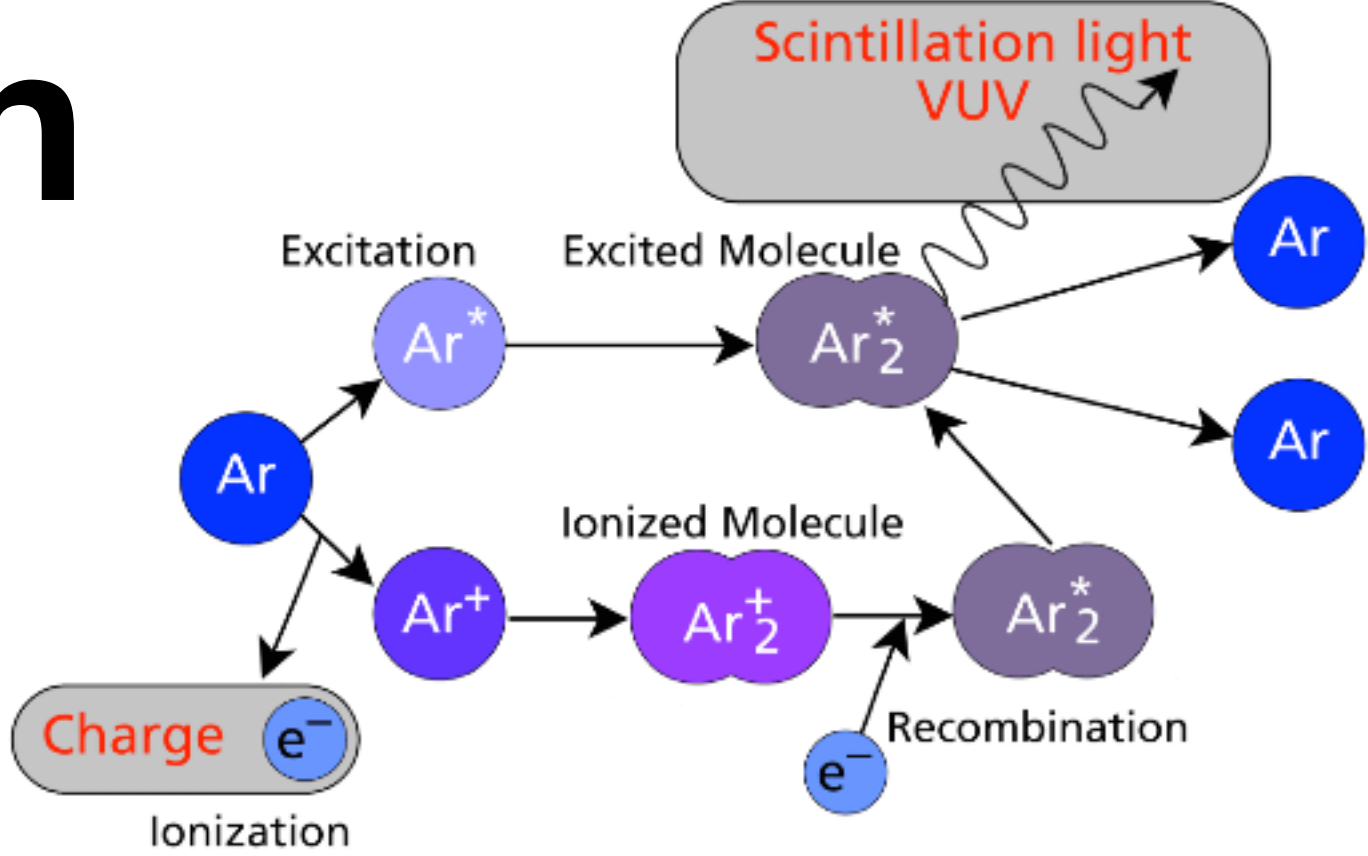 n
Scintillation light
VUV
Excitation
Excited Molecule
Ar
Ar*
Ar₂*
Ar
Ar
Ionized Molecule
Ar⁺
Ar₂⁺
Ar₂*
Charge e⁻
e⁻
Recombination
Ionization